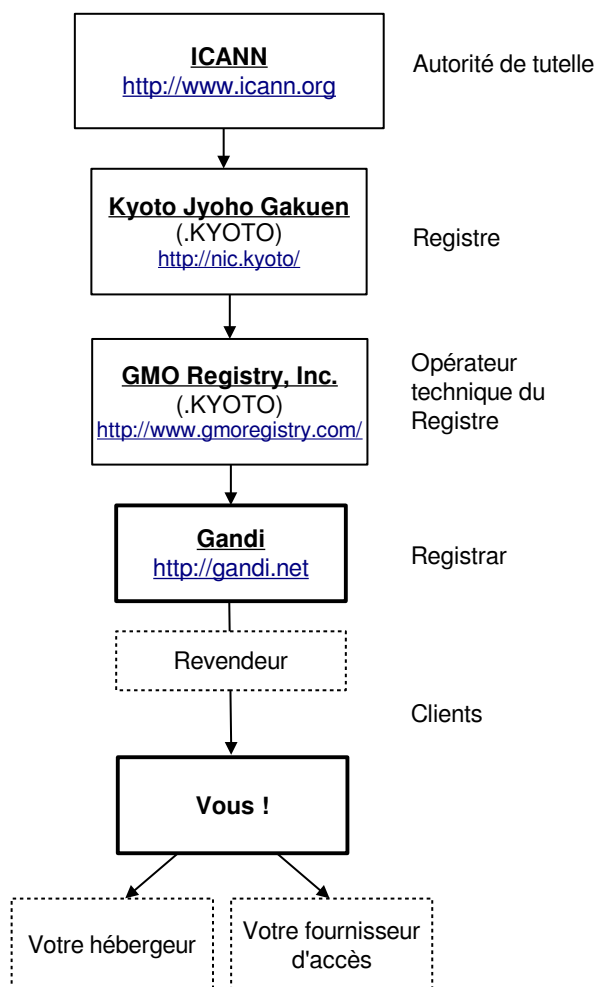 ICANN
http://www.icann.org
Autorité de tutelle
Kyoto Jyoho Gakuen
(.KYOTO)
http://nic.kyoto/
Registre
GMO Registry, Inc.
(.KYOTO)
http://www.gmoregistry.com/
Opérateur
technique du
Registre
Gandi
http://gandi.net
Registrar
Revendeur
Clients
Vous !
Votre hébergeur
Votre fournisseur
d'accès